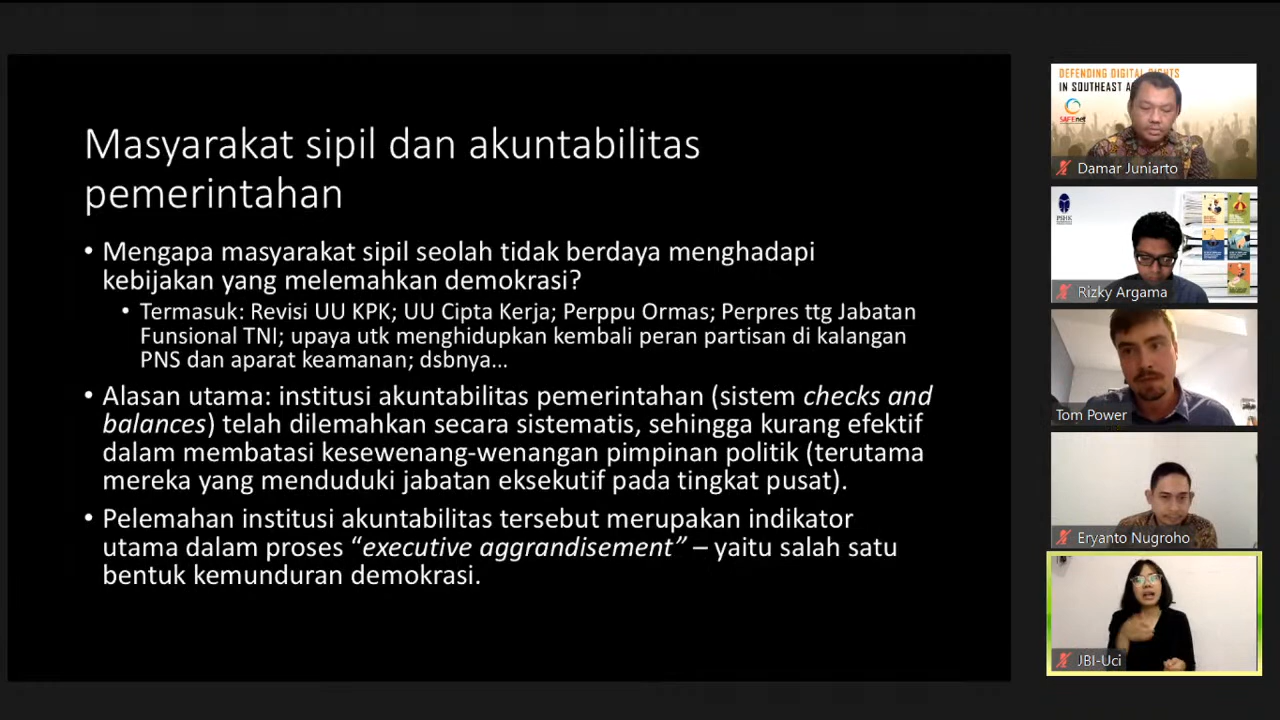 Masyarakat sipil dan akuntabilitas
pemerintahan
• Mengapa masyarakat sipil seolah tidak berdaya menghadapi
kebijakan yang melemahkan demokrasi?
• Termasuk: Revisi UU KPK; UU Cipta Kerja; Perppu Ormas; Perpres ttg Jabatan
Funsional TNI; upaya utk menghidupkan kembali peran partisan di kalangan
PNS dan aparat keamanan; dsbnya...
• Alasan utama: institusi akuntabilitas pemerintahan (sistem checks and
balances) telah dilemahkan secara sistematis, sehingga kurang efektif
dalam membatasi kesewenang-wenangan pimpinan politik (terutama
mereka yang menduduki jabatan eksekutif pada tingkat pusat).
• Pelemahan institusi akuntabilitas tersebut merupakan indikator
utama dalam proses “executive aggrandisement” – yaitu salah satu
bentuk kemunduran demokrasi.
DEFENDING DIGITAL RIGHTS
IN SOUTHEAST A
SAFEnet
Damar Juniarto
PSHK
Rizky Argama
Tom Power
Eryanto Nugroho
JBI-Uci